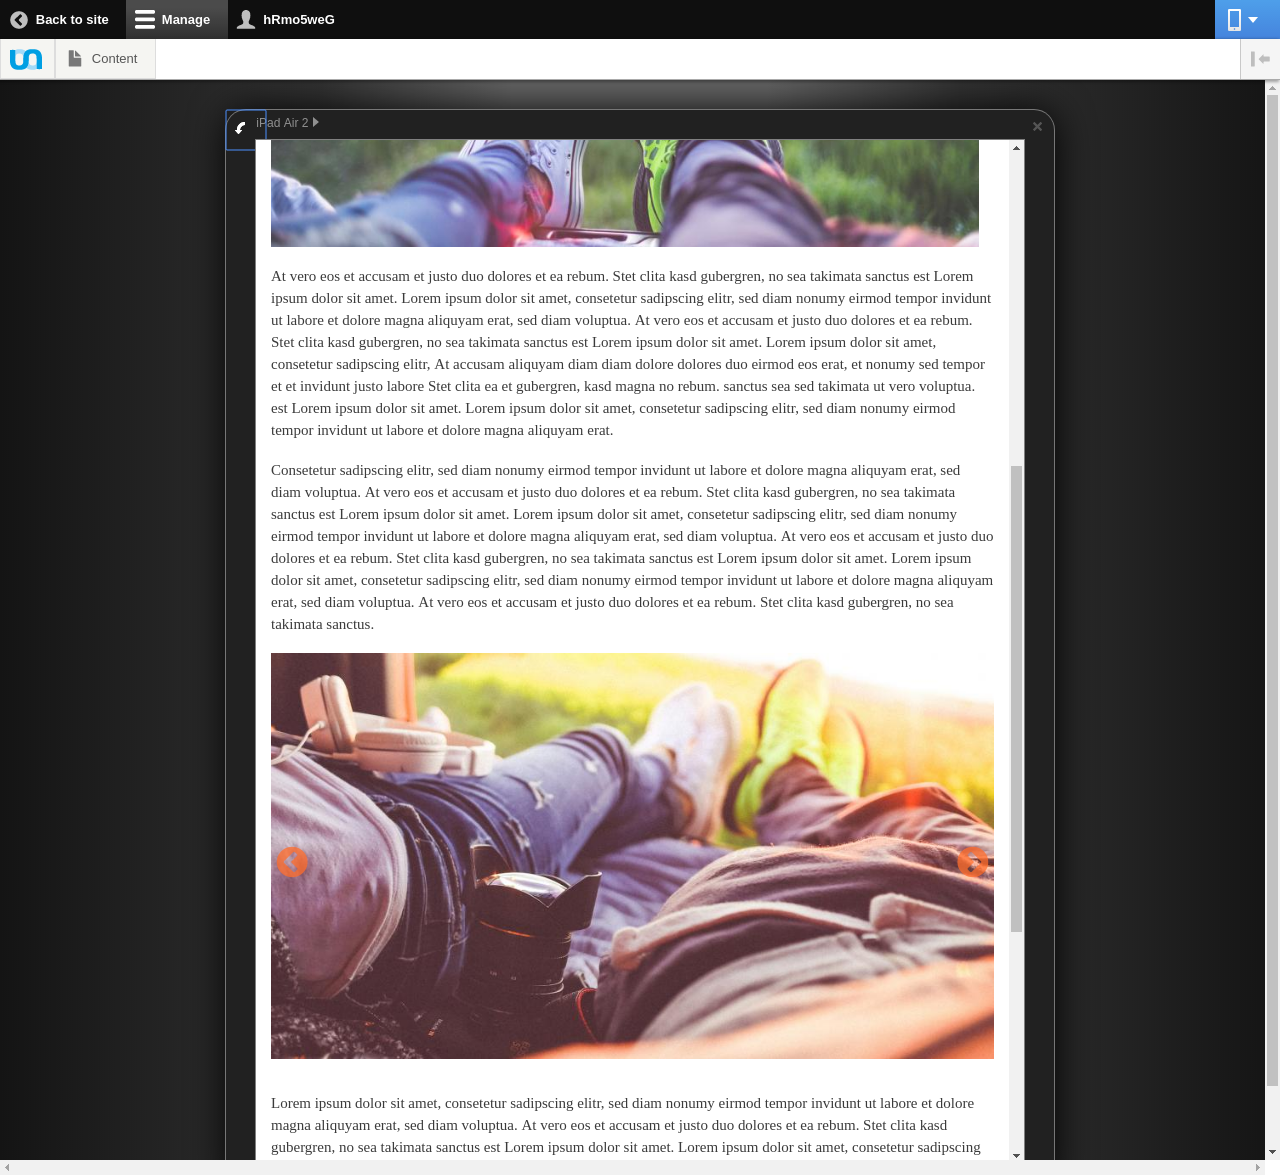 Back to site
Manage
hRmo5weG
Content
iPad Air 2
At vero eos et accusam et justo duo dolores et ea rebum. Stet clita kasd gubergren, no sea takimata sanctus est Lorem
ipsum dolor sit amet. Lorem ipsum dolor sit amet, consetetur sadipscing elitr, sed diam nonumy eirmod tempor invidunt
ut labore et dolore magna aliquyam erat, sed diam voluptua. At vero eos et accusam et justo duo dolores et ea rebum.
Stet clita kasd gubergren, no sea takimata sanctus est Lorem ipsum dolor sit amet. Lorem ipsum dolor sit amet,
consetetur sadipscing elitr, At accusam aliquyam diam diam dolore dolores duo eirmod eos erat, et nonumy sed tempor
et et invidunt justo labore Stet clita ea et gubergren, kasd magna no rebum. sanctus sea sed takimata ut vero voluptua.
est Lorem ipsum dolor sit amet. Lorem ipsum dolor sit amet, consetetur sadipscing elitr, sed diam nonumy eirmod
tempor invidunt ut labore et dolore magna aliquyam erat.
Consetetur sadipscing elitr, sed diam nonumy eirmod tempor invidunt ut labore et dolore magna aliquyam erat, sed
diam voluptua. At vero eos et accusam et justo duo dolores et ea rebum. Stet clita kasd gubergren, no sea takimata
sanctus est Lorem ipsum dolor sit amet. Lorem ipsum dolor sit amet, consetetur sadipscing elitr, sed diam nonumy
eirmod tempor invidunt ut labore et dolore magna aliquyam erat, sed diam voluptua. At vero eos et accusam et justo duo
dolores et ea rebum. Stet clita kasd gubergren, no sea takimata sanctus est Lorem ipsum dolor sit amet. Lorem ipsum
dolor sit amet, consetetur sadipscing elitr, sed diam nonumy eirmod tempor invidunt ut labore et dolore magna aliquyam
erat, sed diam voluptua. At vero eos et accusam et justo duo dolores et ea rebum. Stet clita kasd gubergren, no sea
takimata sanctus.
Lorem ipsum dolor sit amet, consetetur sadipscing elitr, sed diam nonumy eirmod tempor invidunt ut labore et dolore
magna aliquyam erat, sed diam voluptua. At vero eos et accusam et justo duo dolores et ea rebum. Stet clita kasd
gubergren, no sea takimata sanctus est Lorem ipsum dolor sit amet. Lorem ipsum dolor sit amet, consetetur sadipscing